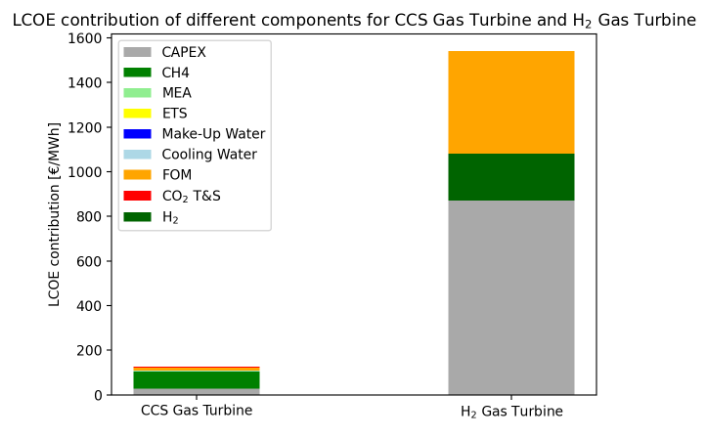 LCOE contribution of different components for CCS Gas Turbine and H₂ Gas Turbine
LCOE contribution [€/MWh]
1600
1400
1200
1000
800
600
400
200
0
CAPEX
CH4
MEA
ETS
Make-Up Water
Cooling Water
FOM
CO₂ T&S
H₂
CCS Gas Turbine
H₂ Gas Turbine